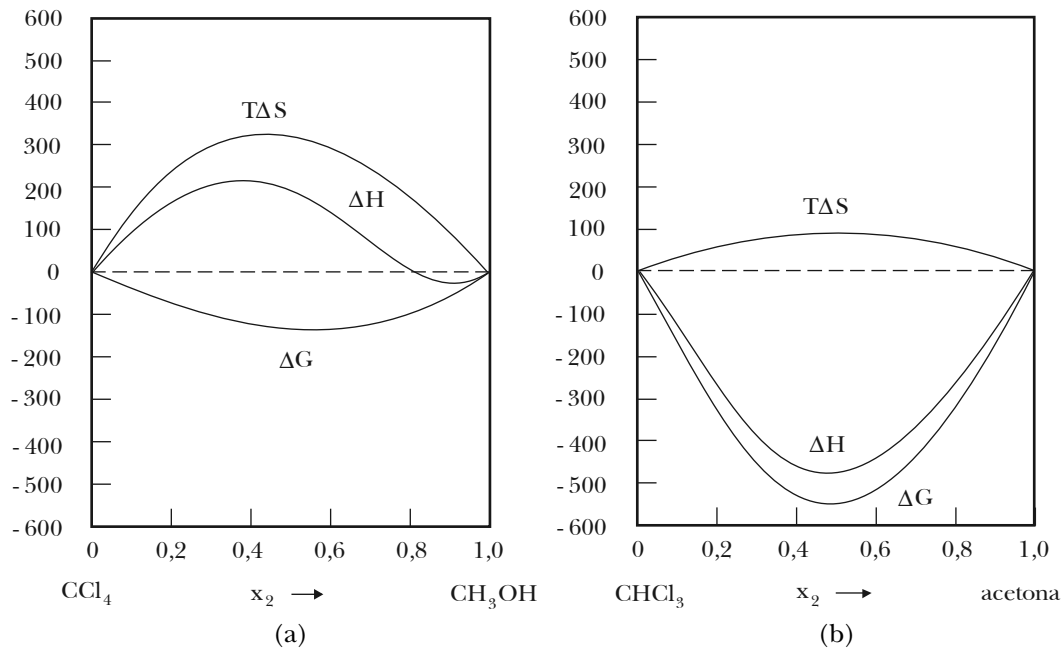 600
500
400
300
200
100
0
- 100
- 200
- 300
- 400
- 500
- 600
TΔS
ΔH
ΔG
0 0,2 0,4 0,6 0,8 1,0
CCl₄ x₂ → CH₃OH
(a)
600
500
400
300
200
100
0
- 100
- 200
- 300
- 400
- 500
- 600
TΔS
ΔH
ΔG
0 0,2 0,4 0,6 0,8 1,0
CHCl₃ x₂ → acetona
(b)